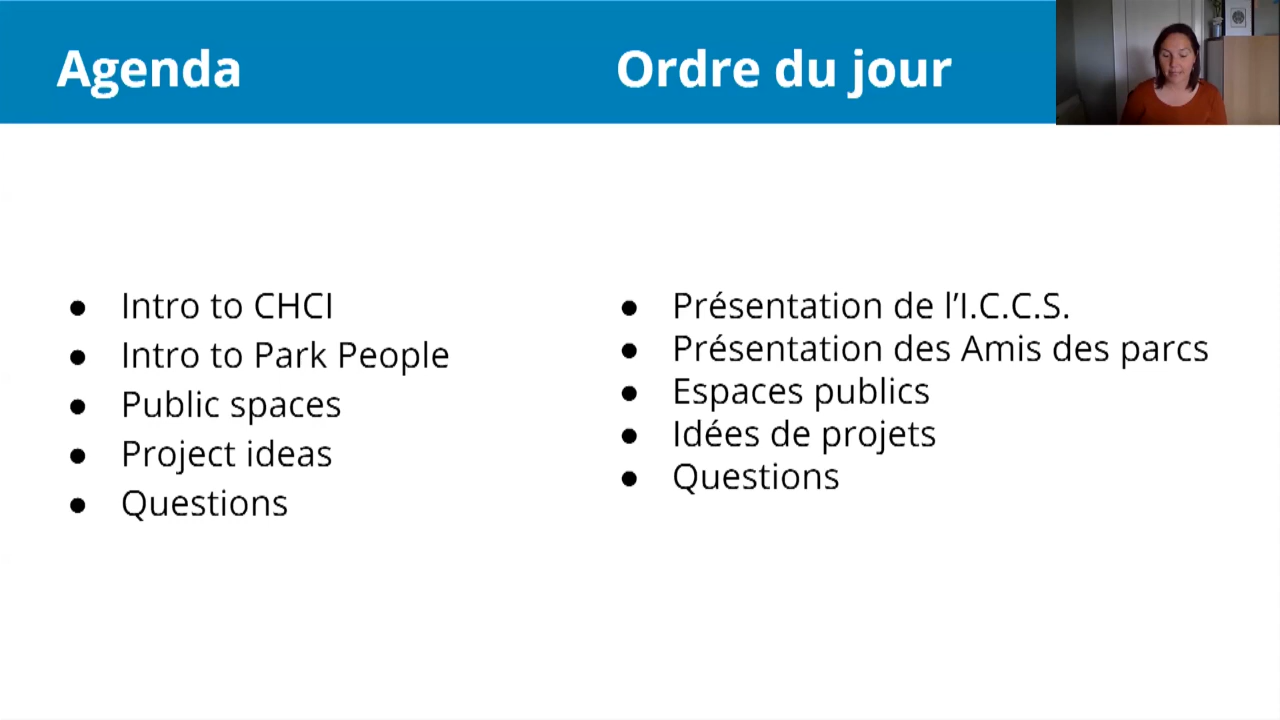 Agenda
Ordre du jour
● Intro to CHCI
● Intro to Park People
● Public spaces
● Project ideas
● Questions
● Présentation de l’I.C.C.S.
● Présentation des Amis des parcs
● Espaces publics
● Idées de projets
● Questions